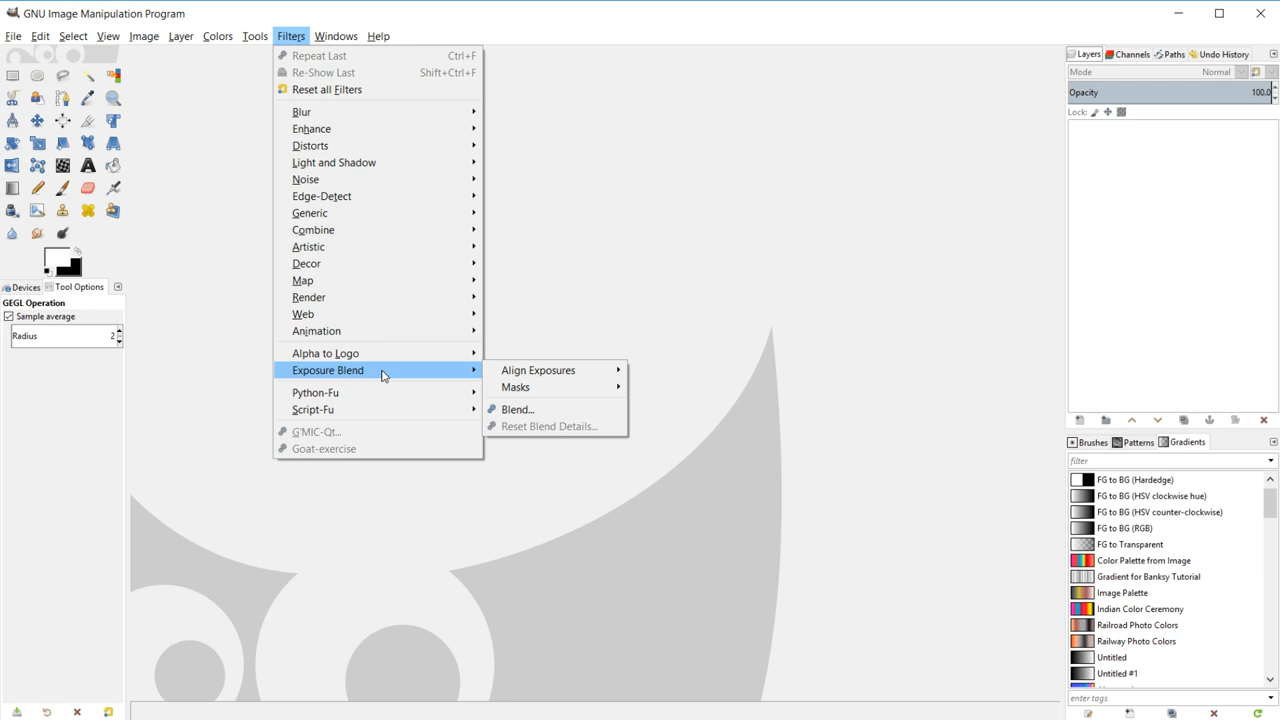 GNU Image Manipulation Program
File Edit Select View Image Layer Colors Tools Filters Windows Help
Repeat Last Ctrl+F
Re-Show Last Shift+Ctrl+F
Reset all Filters
Blur
Enhance
Distorts
Light and Shadow
Noise
Edge-Detect
Generic
Combine
Artistic
Decor
Map
Render
Web
Animation
Alpha to Logo
Exposure Blend
Python-Fu
Script-Fu
G'MIC-Qt...
Goat-exercise
Align Exposures
Masks
Blend...
Reset Blend Details...
Devices Tool Options
GEGL Operation
Sample average
Radius 2
Layers Channels Paths Undo History
Mode Normal
Opacity 100.0
Lock:
Brushes Patterns Gradients
filter
FG to BG (Hardedge)
FG to BG (HSV clockwise hue)
FG to BG (HSV counter-clockwise)
FG to BG (RGB)
FG to Transparent
Color Palette from Image
Gradient for Banksy Tutorial
Image Palette
Indian Color Ceremony
Railroad Photo Colors
Railway Photo Colors
Untitled
Untitled #1
enter tags